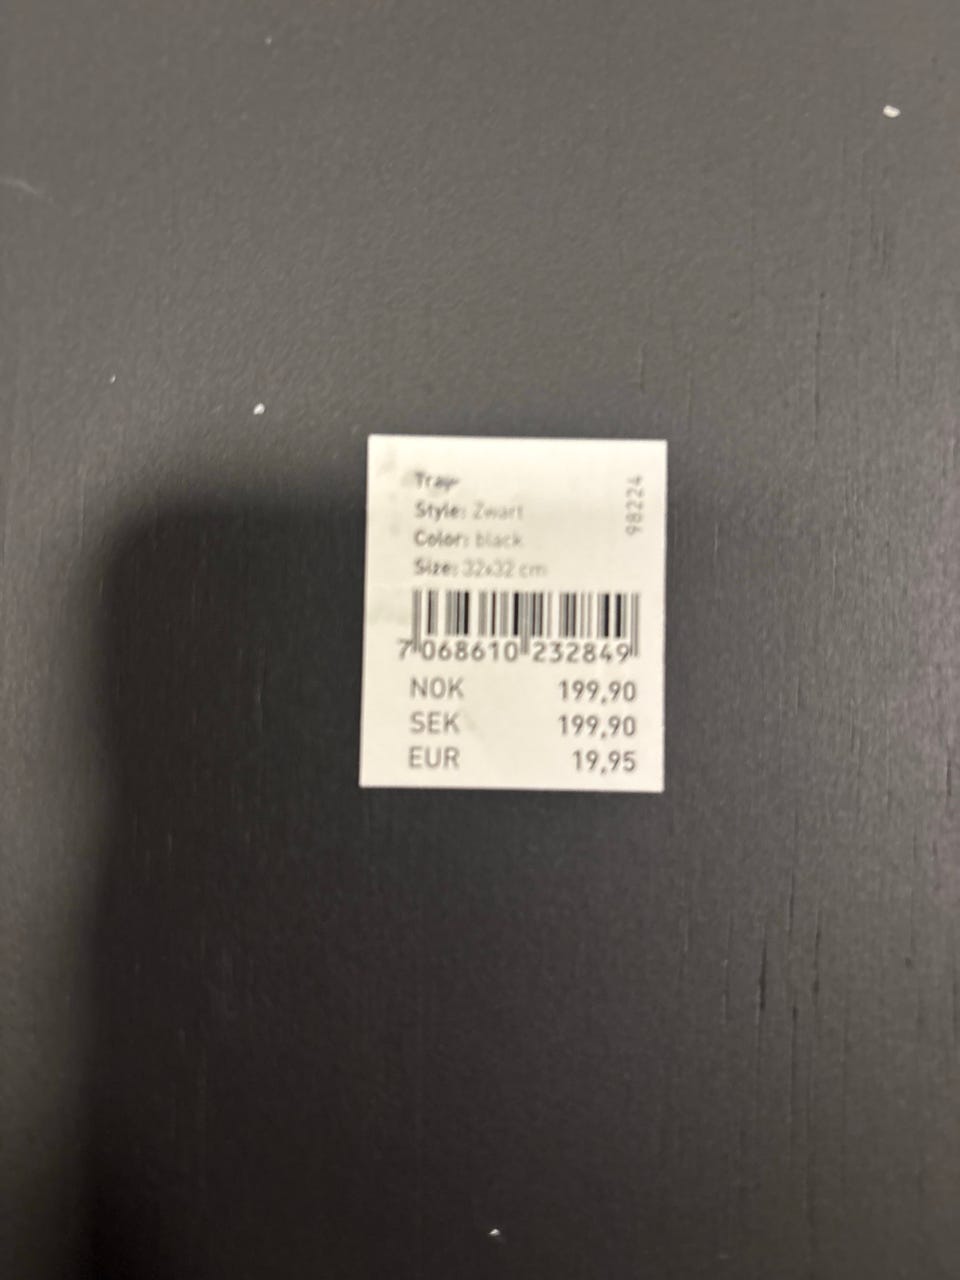 Tray
Style: Zwart
Color: black
Size: 32x32 cm
98224
7 068610 232849
NOK 199,90
SEK 199,90
EUR 19,95